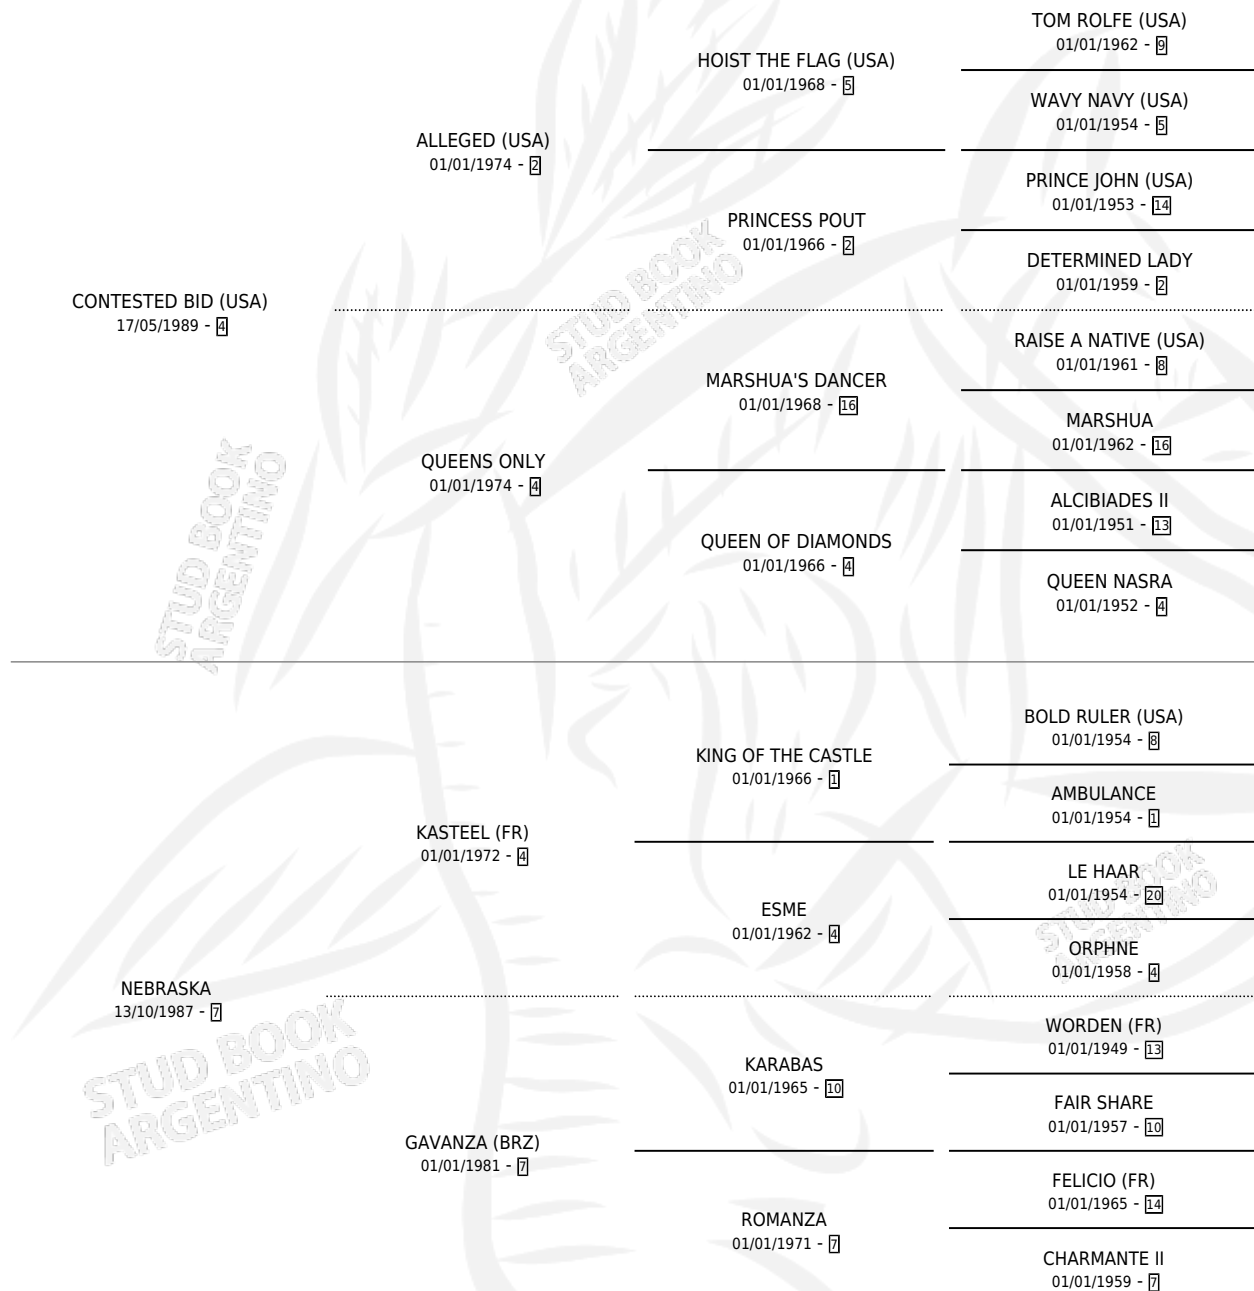 TOM ROLFE (USA)
01/01/1962 - 9
HOIST THE FLAG (USA)
01/01/1968 - 5
WAVY NAVY (USA)
01/01/1954 - 5
ALLEGED (USA)
01/01/1974 - 2
PRINCE JOHN (USA)
01/01/1953 - 14
PRINCESS POUT
01/01/1966 - 2
DETERMINED LADY
01/01/1959 - 2
CONTESTED BID (USA)
17/05/1989 - 4
RAISE A NATIVE (USA)
01/01/1961 - 8
MARSHUA'S DANCER
01/01/1968 - 16
MARSHUA
01/01/1962 - 16
QUEENS ONLY
01/01/1974 - 4
ALCIBIADES II
01/01/1951 - 13
QUEEN OF DIAMONDS
01/01/1966 - 4
QUEEN NASRA
01/01/1952 - 4
BOLD RULER (USA)
01/01/1954 - 8
KING OF THE CASTLE
01/01/1966 - 1
AMBULANCE
01/01/1954 - 1
KASTEEL (FR)
01/01/1972 - 4
LE HAAR
01/01/1954 - 20
ESME
01/01/1962 - 4
ORPHNE
01/01/1958 - 4
NEBRASKA
13/10/1987 - 7
WORDEN (FR)
01/01/1949 - 13
KARABAS
01/01/1965 - 10
FAIR SHARE
01/01/1957 - 10
GAVANZA (BRZ)
01/01/1981 - 7
FELICIO (FR)
01/01/1965 - 14
ROMANZA
01/01/1971 - 7
CHARMANTE II
01/01/1959 - 7
STUD BOOK
ARGENTINO
STUD BOOK
ARGENTINO
STUD BOOK
ARGENTINO
STUD BOOK
ARGENTINO